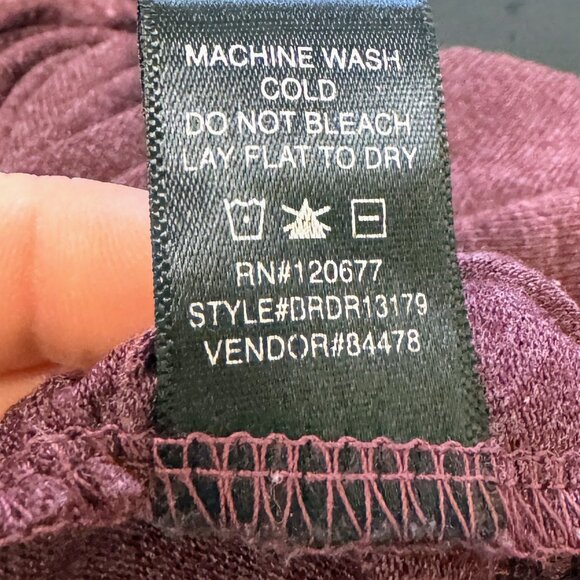 MACHINE WASH
COLD
DO NOT BLEACH
LAY FLAT TO DRY
RN#120677
STYLE#BRDR13179
VENDOR#84478